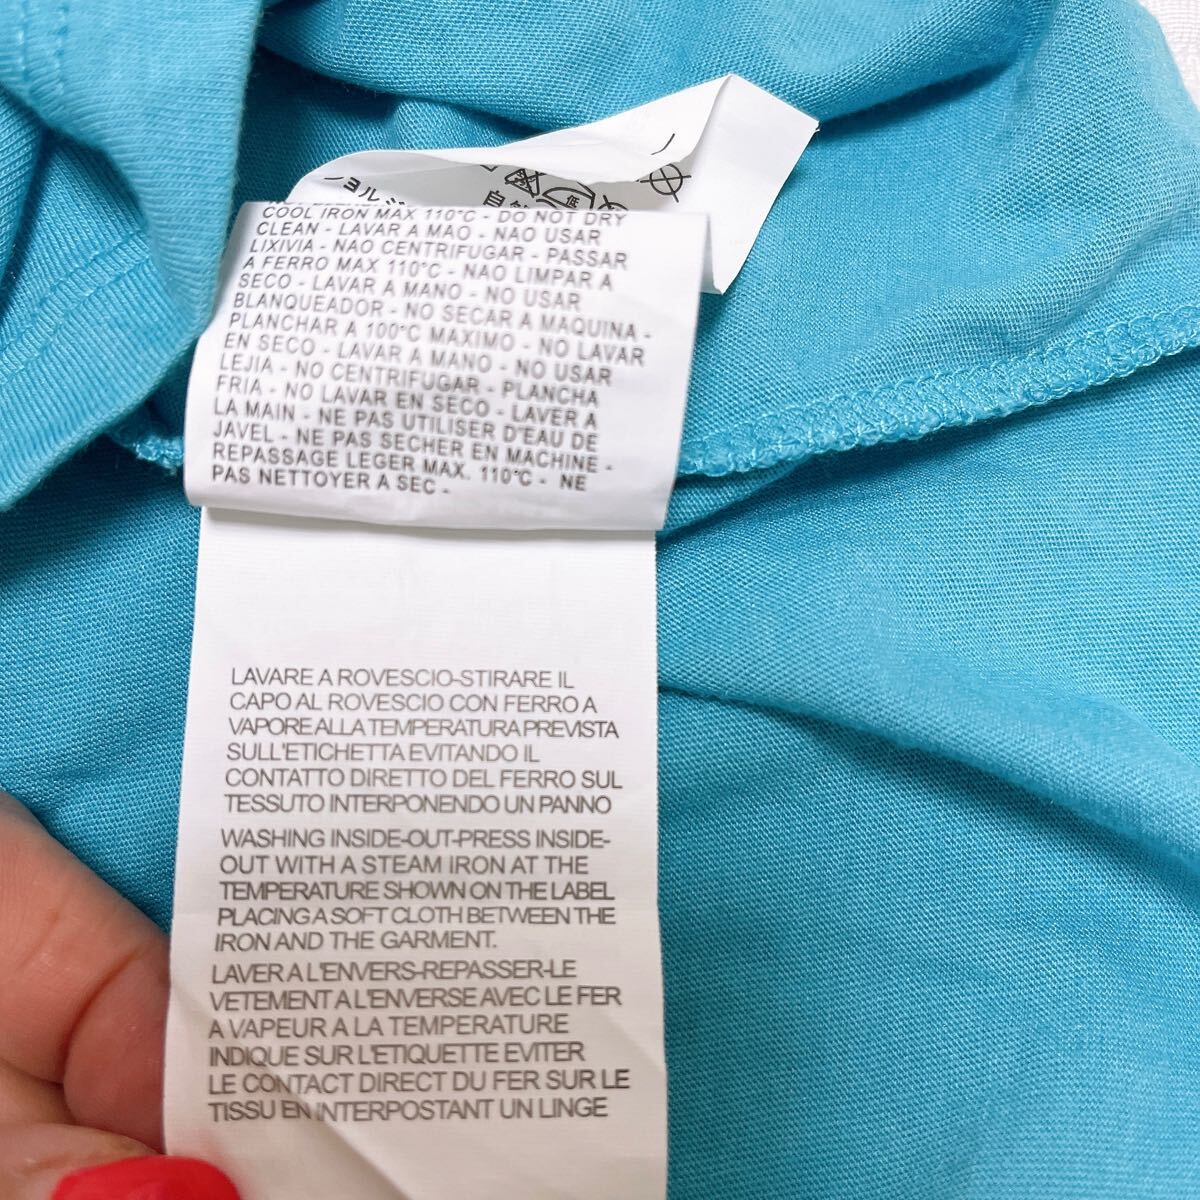 ョルジ
自然
低
COOL IRON MAX 110°C - DO NOT DRY
CLEAN - LAVAR A MAO - NAO USAR
LIXIVIA - NAO CENTRIFUGAR - PASSAR
A FERRO MAX 110°C - NAO LIMPAR A
SECO - LAVAR A MANO - NO USAR
BLANQUEADOR - NO SECAR A MAQUINA -
PLANCHAR A 100°C MAXIMO - NO LAVAR
EN SECO - LAVAR A MANO - NO USAR
LEJIA - NO CENTRIFUGAR - PLANCHA
FRIA - NO LAVAR EN SECO - LAVER A
LA MAIN - NE PAS UTILISER D'EAU DE
JAVEL - NE PAS SECHER EN MACHINE -
REPASSAGE LEGER MAX. 110°C - NE
PAS NETTOYER A SEC -
LAVARE A ROVESCIO-STIRARE IL
CAPO AL ROVESCIO CON FERRO A
VAPORE ALLA TEMPERATURA PREVISTA
SULL'ETICHETTA EVITANDO IL
CONTATTO DIRETTO DEL FERRO SUL
TESSUTO INTERPONENDO UN PANNO
WASHING INSIDE-OUT-PRESS INSIDE-
OUT WITH A STEAM IRON AT THE
TEMPERATURE SHOWN ON THE LABEL
PLACING A SOFT CLOTH BETWEEN THE
IRON AND THE GARMENT.
LAVER A L'ENVERS-REPASSER-LE
VETEMENT A L'ENVERSE AVEC LE FER
A VAPEUR A LA TEMPERATURE
INDIQUE SUR L'ETIQUETTE EVITER
LE CONTACT DIRECT DU FER SUR LE
TISSU EN INTERPOSTANT UN LINGE